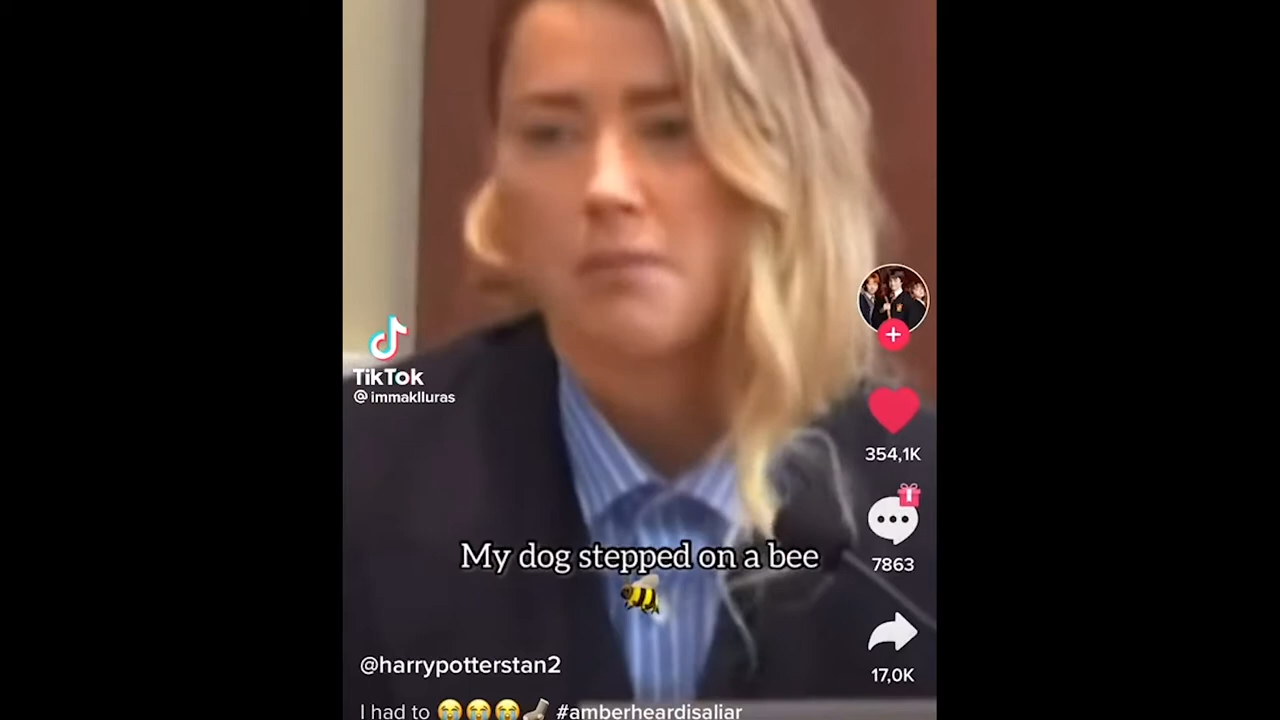 TikTok
@immaklluras
354,1K
My dog stepped on a bee
🐝
7863
@harrypotterstan2
17,0K
I had to 😭😭😭🧦 #amberheardisaliar